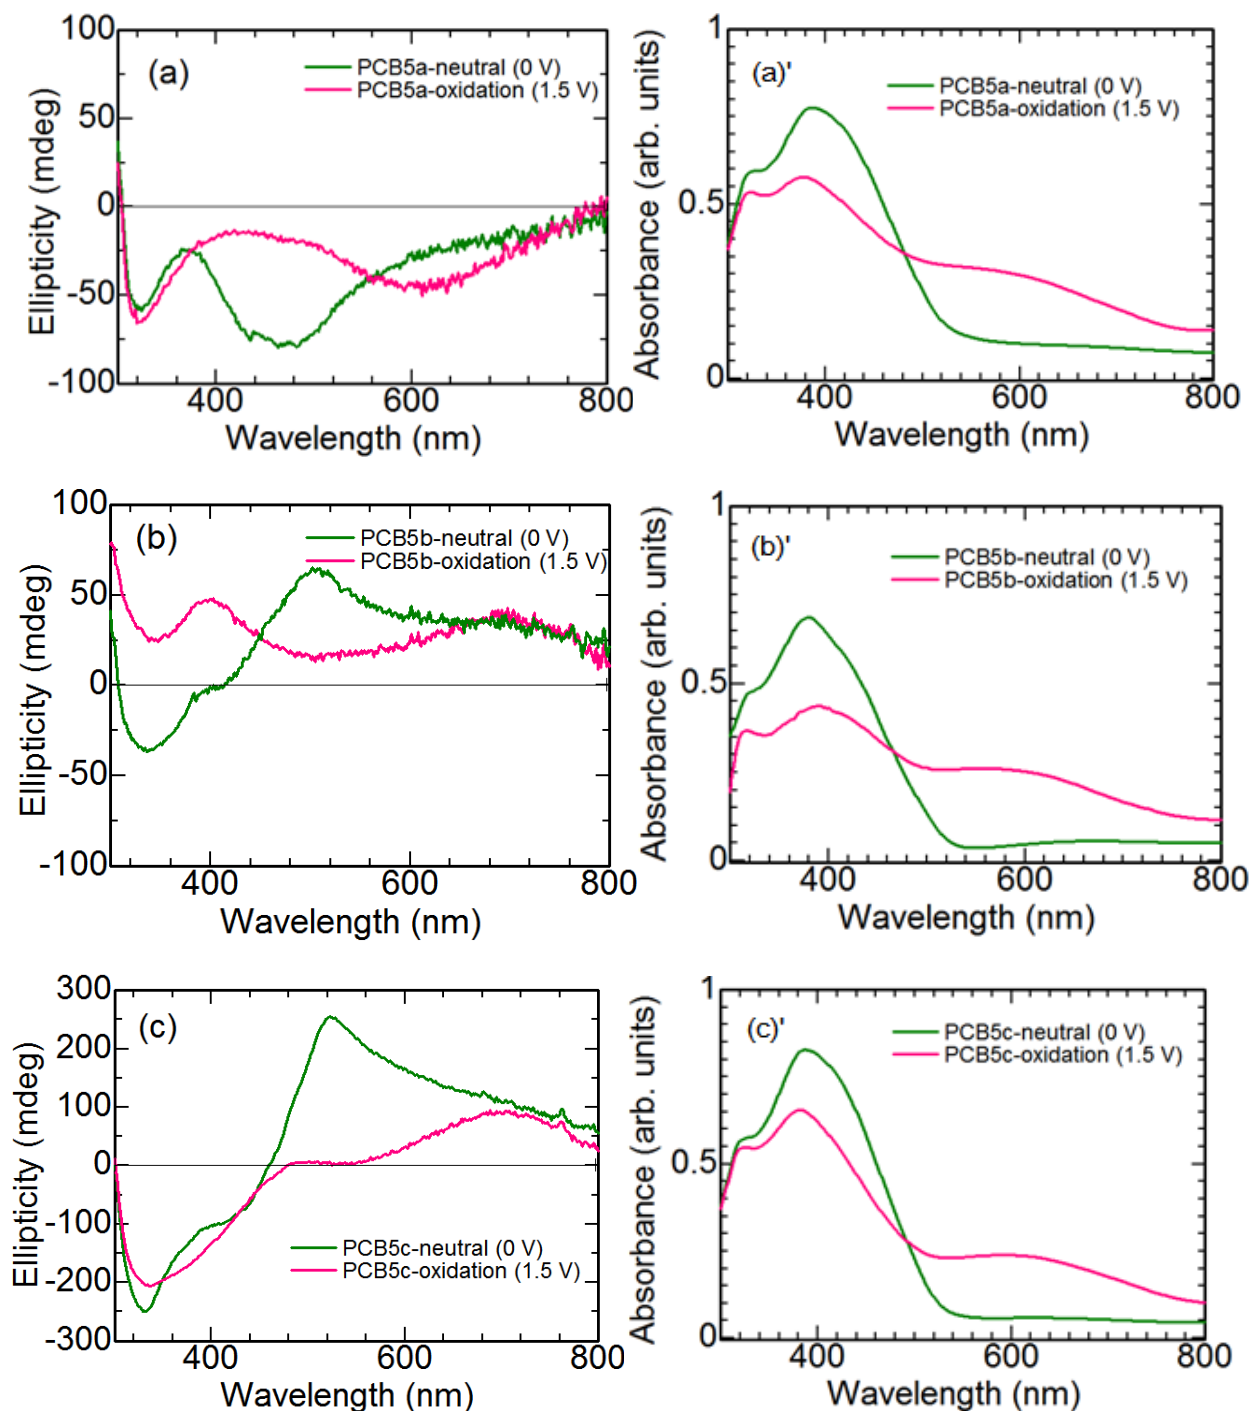 (a)
PCB5a-neutral (0 V)
PCB5a-oxidation (1.5 V)
100
50
0
-50
-100
400
600
800
Ellipticity (mdeg)
Wavelength (nm)
(a)'
PCB5a-neutral (0 V)
PCB5a-oxidation (1.5 V)
1
0.5
0
400
600
800
Absorbance (arb. units)
Wavelength (nm)
(b)
PCB5b-neutral (0 V)
PCB5b-oxidation (1.5 V)
100
50
0
-50
-100
400
600
800
Ellipticity (mdeg)
Wavelength (nm)
(b)'
PCB5b-neutral (0 V)
PCB5b-oxidation (1.5 V)
1
0.5
0
400
600
800
Absorbance (arb. units)
Wavelength (nm)
(c)
PCB5c-neutral (0 V)
PCB5c-oxidation (1.5 V)
300
200
100
0
-100
-200
-300
400
600
800
Ellipticity (mdeg)
Wavelength (nm)
(c)'
PCB5c-neutral (0 V)
PCB5c-oxidation (1.5 V)
1
0.5
0
400
600
800
Absorbance (arb. units)
Wavelength (nm)